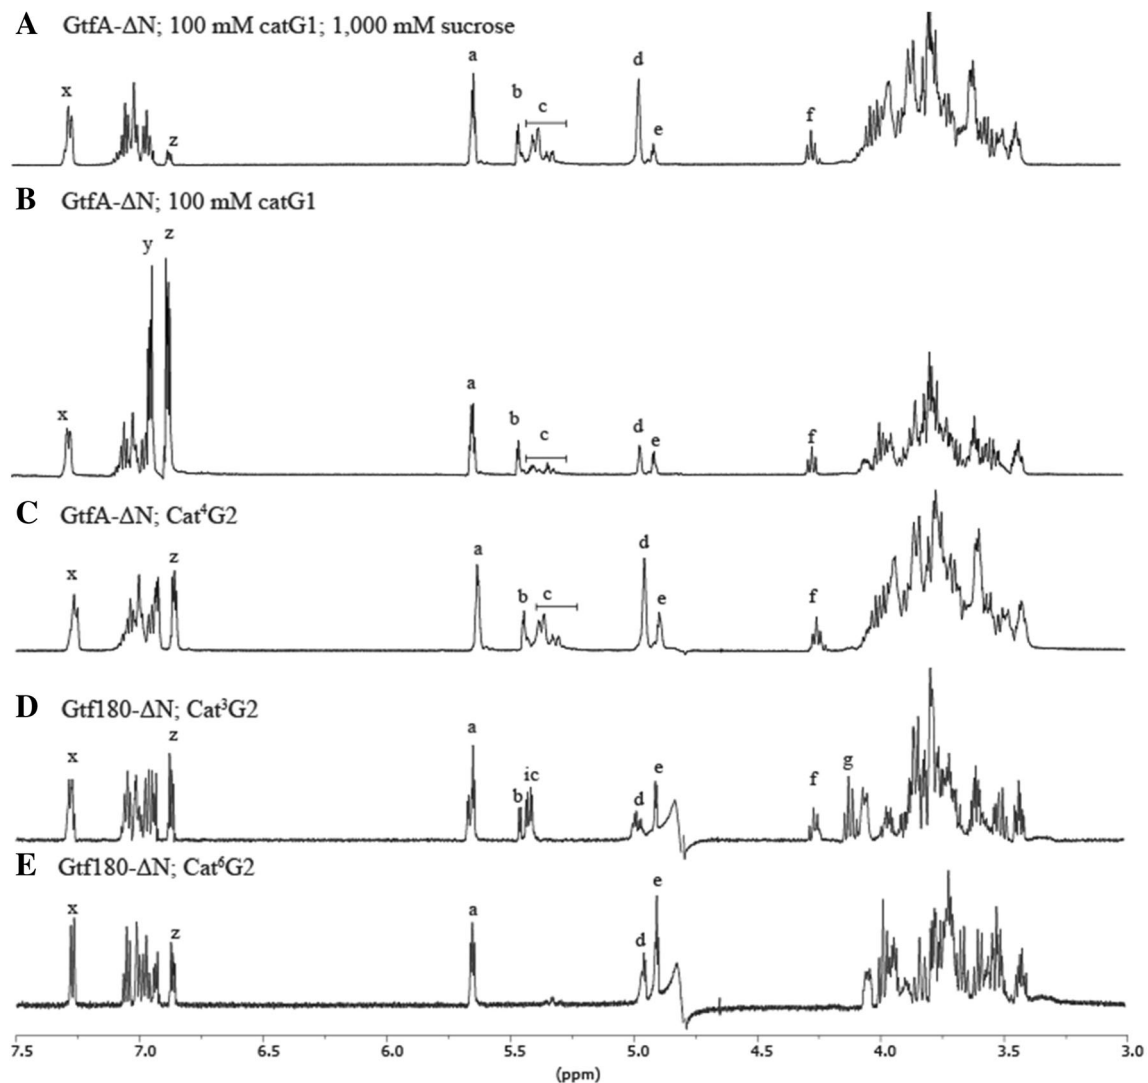 A GtfA-ΔN; 100 mM catG1; 1,000 mM sucrose
x z a b c d e f
B GtfA-ΔN; 100 mM catG1
x y z a b c d e f
C GtfA-ΔN; Cat⁴G2
x z a b c d e f
D Gtf180-ΔN; Cat³G2
x z a b ic d e f g
E Gtf180-ΔN; Cat⁶G2
x z a d e
7.5 7.0 6.5 6.0 5.5 5.0 4.5 4.0 3.5 3.0
(ppm)